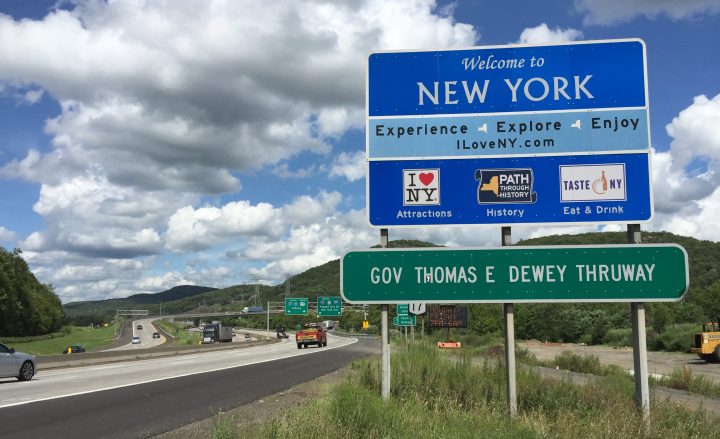 Welcome to
NEW YORK
Experience Explore Enjoy
ILoveNY.com
I ♥
NY.
PATH
THROUGH
HISTORY
TASTE NY
Attractions
History
Eat & Drink
GOV THOMAS E DEWEY THRUWAY
17